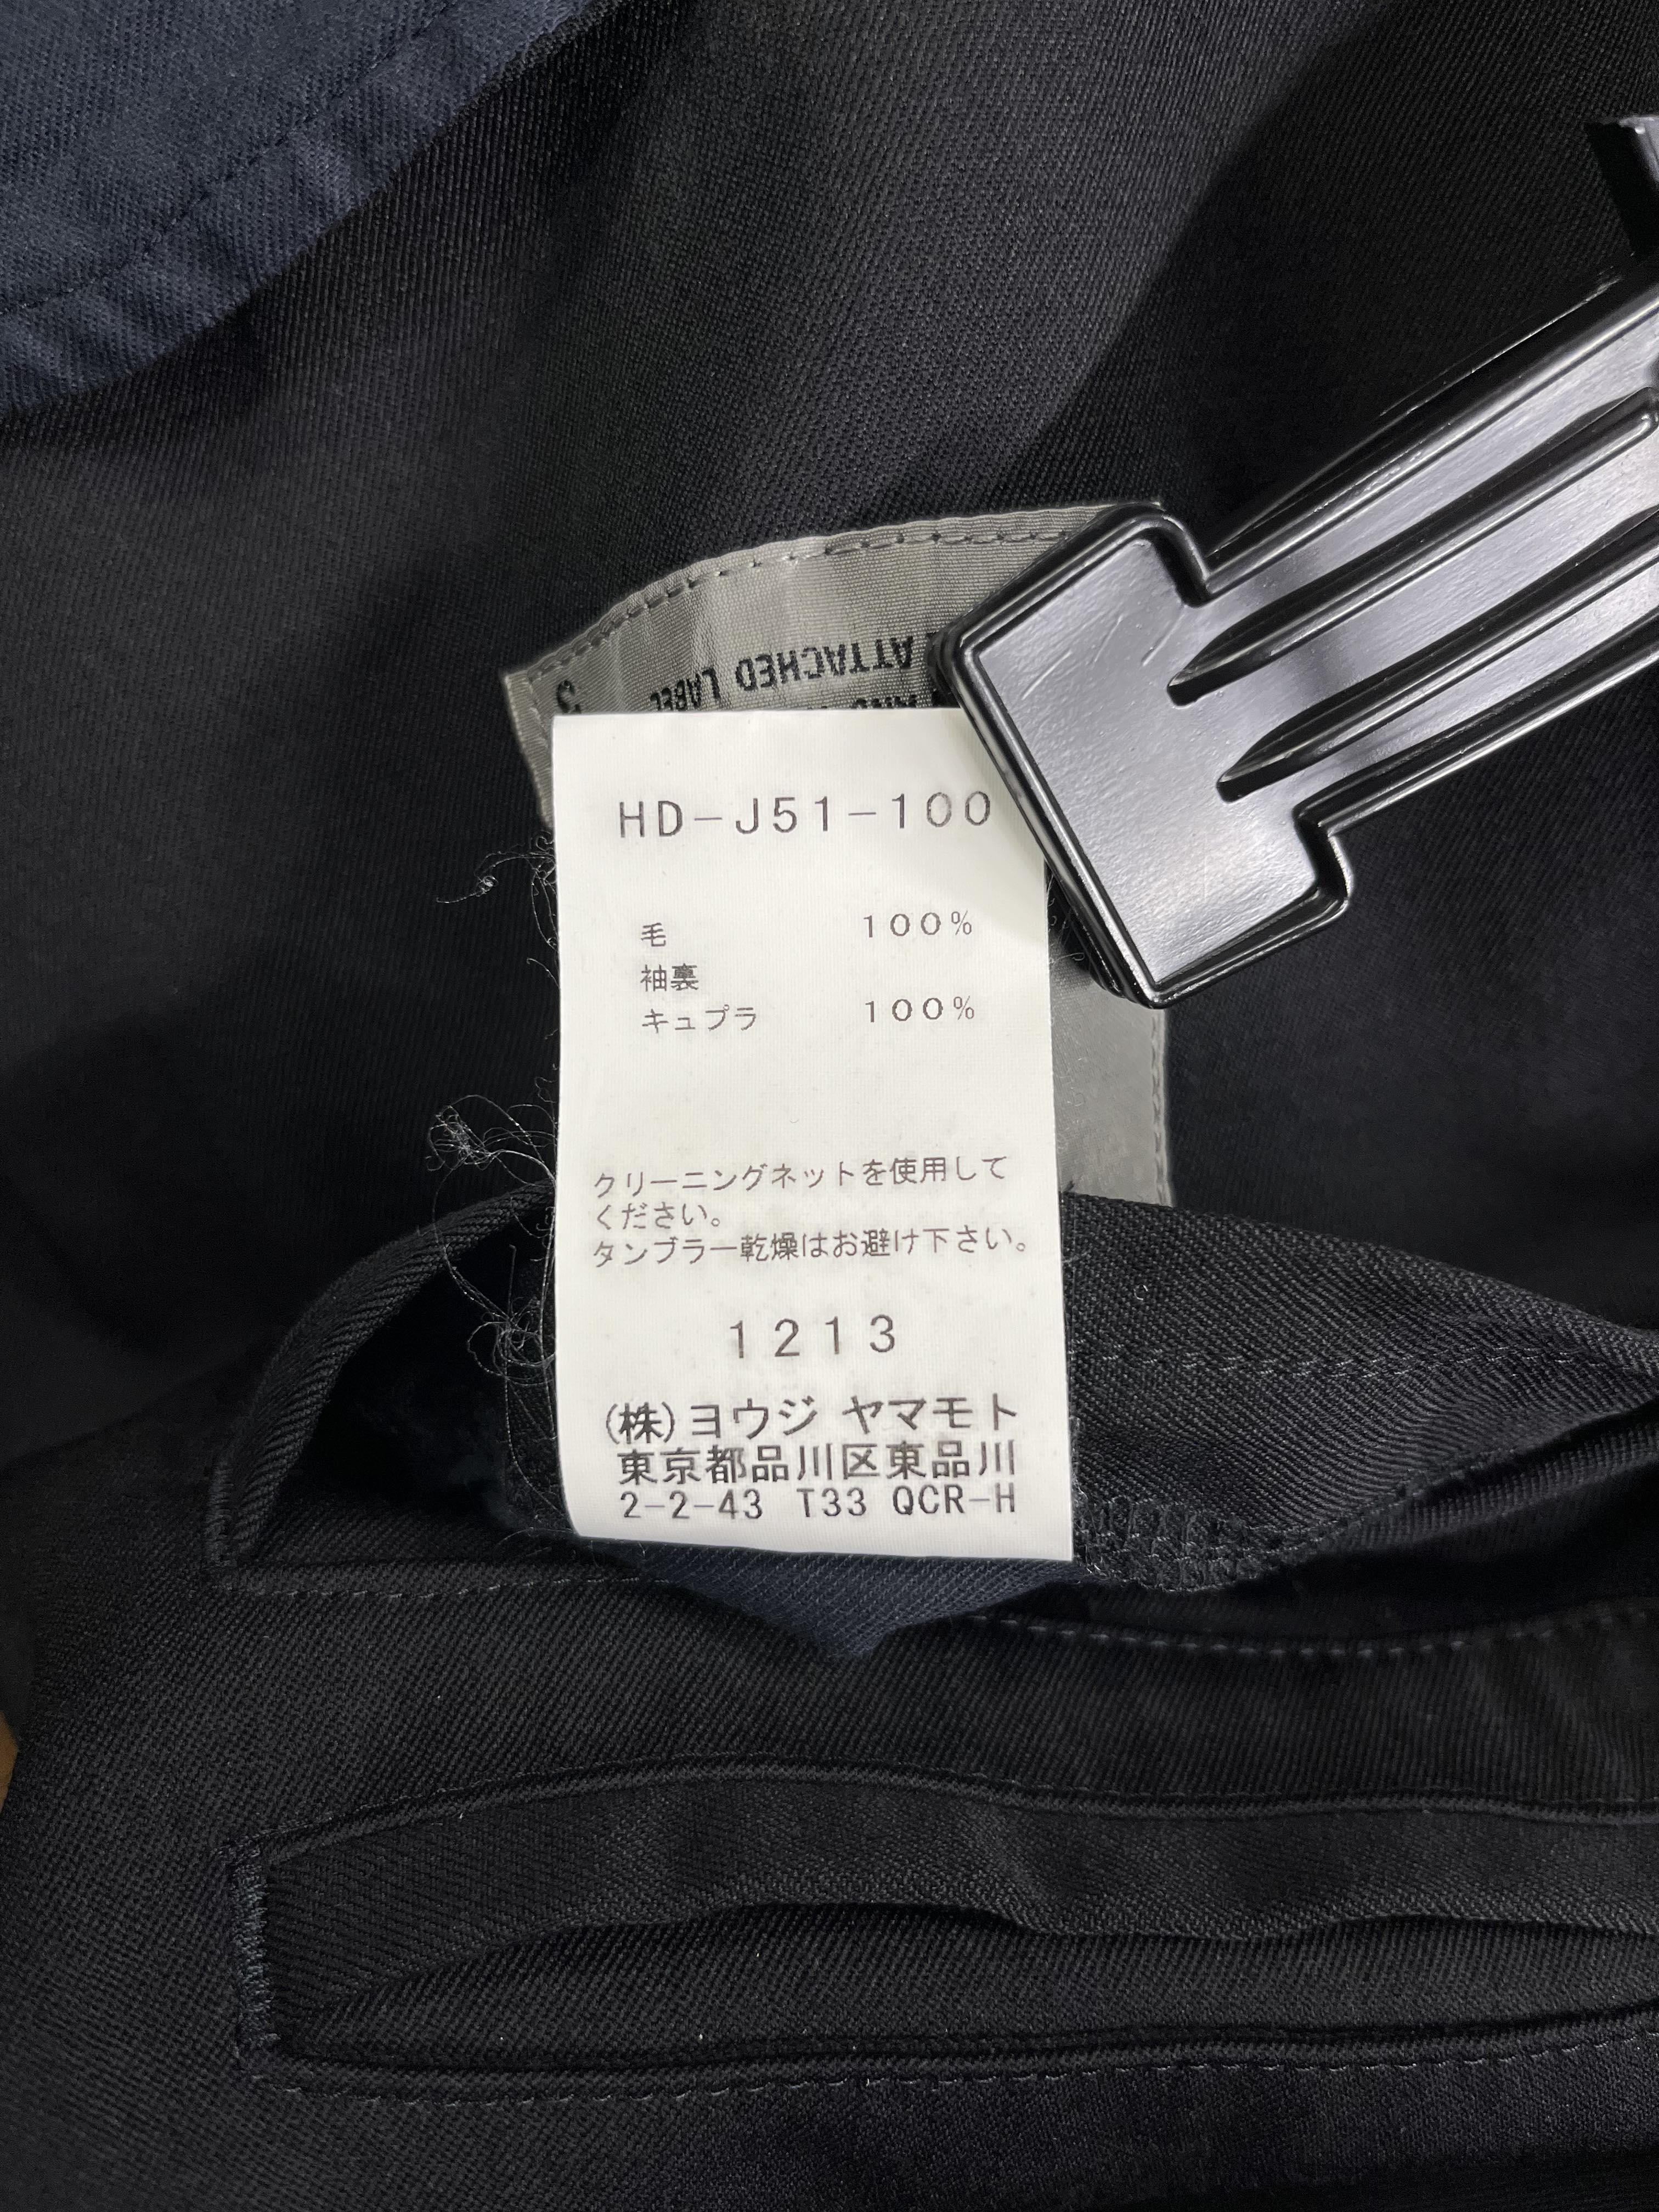 ATTACHED LABEL
3
HD-J51-100
毛 100%
袖裏
キュプラ 100%
クリーニングネットを使用して
ください。
タンブラー乾燥はお避け下さい。
1213
(株)ヨウジ ヤマモト
東京都品川区東品川
2-2-43 T33 QCR-H